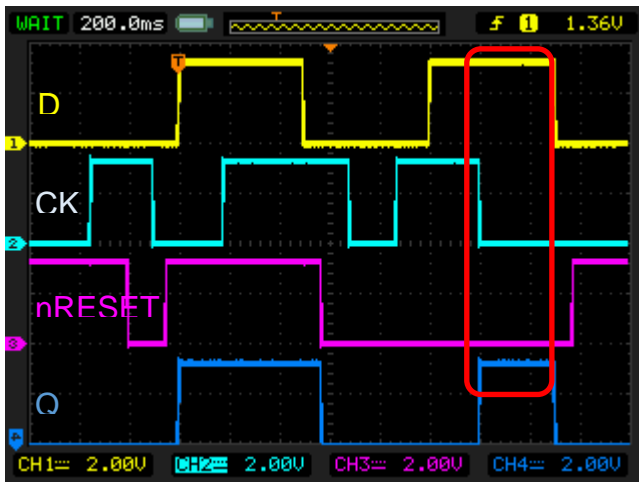 WAIT 200.0ms T 1 1.36V
T
D
1
CK
2
nRESET
3
Q
4
CH1 2.00V CH2 2.00V CH3 2.00V CH4 2.00V